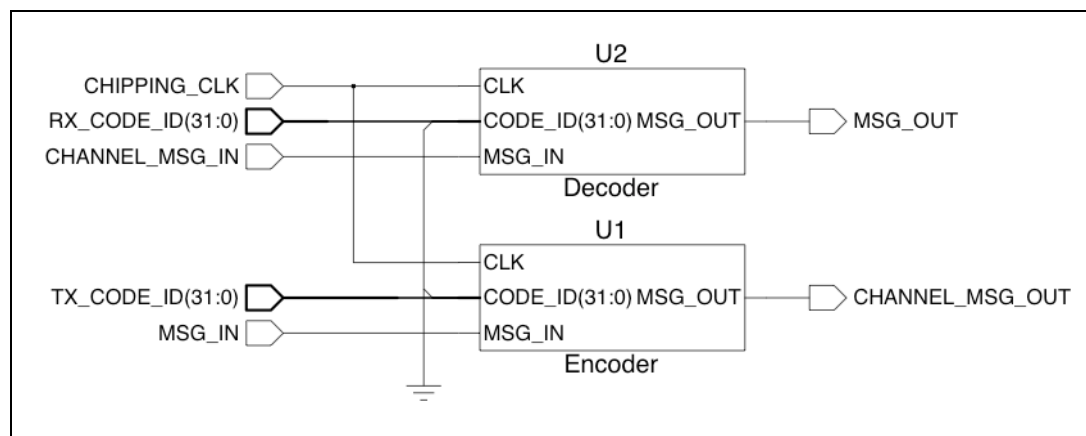 U2
CHIPPING_CLK
CLK
RX_CODE_ID(31:0)
CODE_ID(31:0) MSG_OUT
MSG_OUT
CHANNEL_MSG_IN
MSG_IN
Decoder
U1
CLK
TX_CODE_ID(31:0)
CODE_ID(31:0) MSG_OUT
CHANNEL_MSG_OUT
MSG_IN
MSG_IN
Encoder